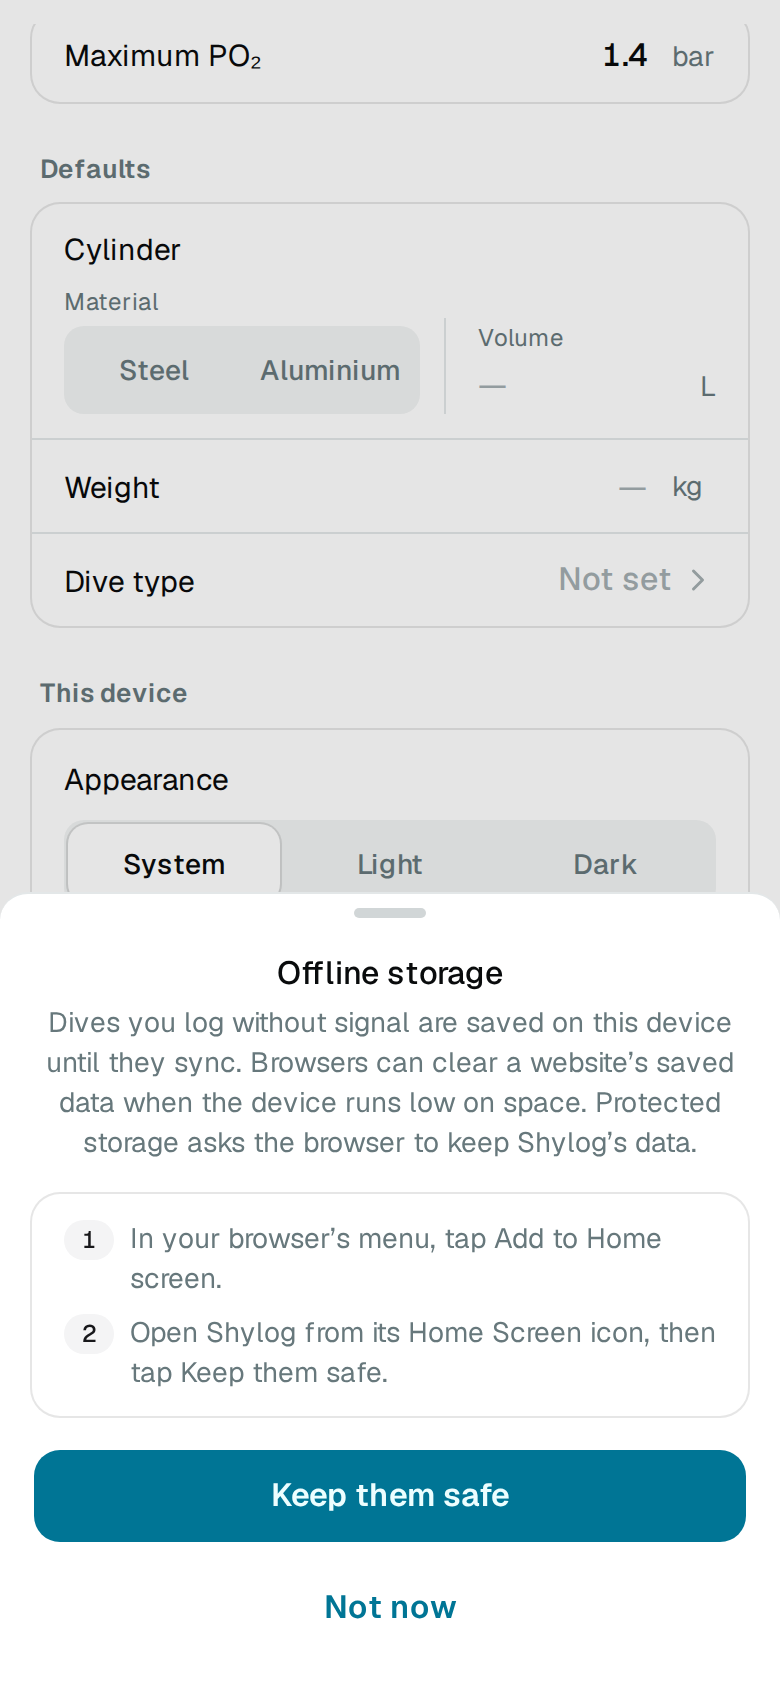 Maximum PO₂ 1.4 bar
Defaults
Cylinder
Material
Volume
Steel Aluminium
— L
Weight — kg
Dive type Not set
This device
Appearance
System Light Dark
Offline storage
Dives you log without signal are saved on this device
until they sync. Browsers can clear a website’s saved
data when the device runs low on space. Protected
storage asks the browser to keep Shylog’s data.
1 In your browser’s menu, tap Add to Home
screen.
2 Open Shylog from its Home Screen icon, then
tap Keep them safe.
Keep them safe
Not now